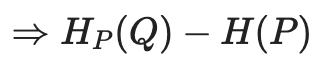 ⇒ H_P(Q) − H(P)